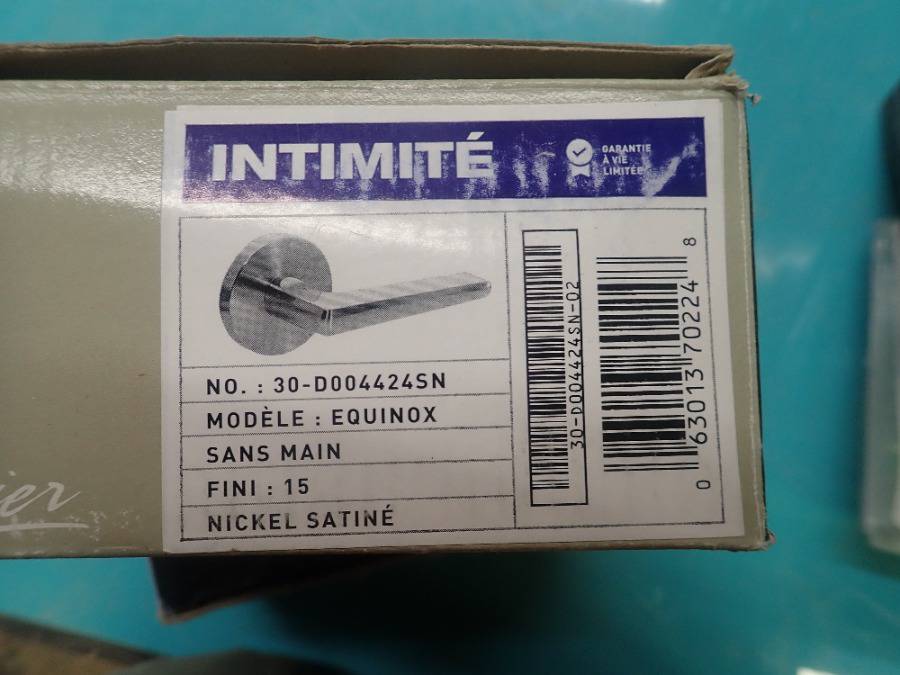 INTIMITÉ
GARANTIE
À VIE
LIMITÉE
NO. : 30-D004424SN
MODÈLE : EQUINOX
SANS MAIN
FINI : 15
NICKEL SATINÉ
30-D004424SN-02
0 63013 70224 8